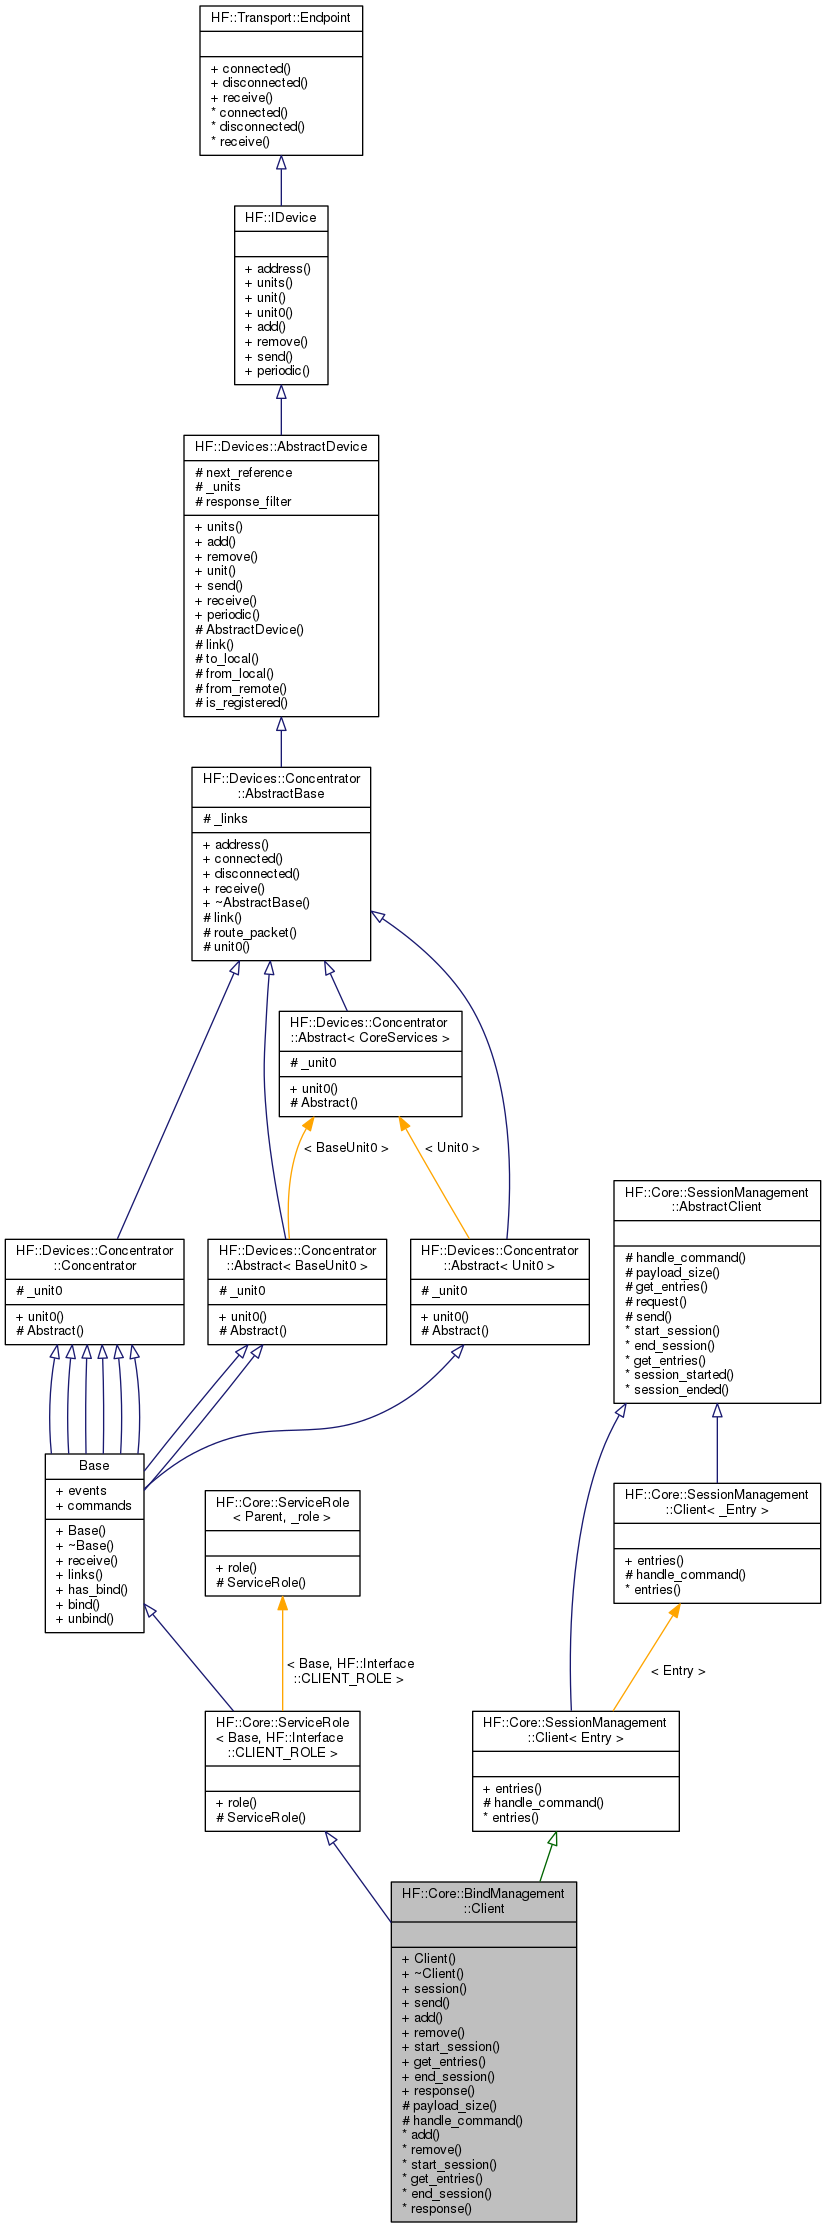 HF::Transport::Endpoint
+ connected()
+ disconnected()
+ receive()
* connected()
* disconnected()
* receive()
HF::IDevice
+ address()
+ units()
+ unit()
+ unit0()
+ add()
+ remove()
+ send()
+ periodic()
HF::Devices::AbstractDevice
# next_reference
# _units
# response_filter
+ units()
+ add()
+ remove()
+ unit()
+ send()
+ receive()
+ periodic()
# AbstractDevice()
# link()
# to_local()
# from_local()
# from_remote()
# is_registered()
HF::Devices::Concentrator
::AbstractBase
# _links
+ address()
+ connected()
+ disconnected()
+ receive()
+ ~AbstractBase()
# link()
# route_packet()
# unit0()
HF::Devices::Concentrator
::Abstract< CoreServices >
# _unit0
+ unit0()
# Abstract()
< BaseUnit0 >
< Unit0 >
HF::Devices::Concentrator
::Concentrator
# _unit0
+ unit0()
# Abstract()
HF::Devices::Concentrator
::Abstract< BaseUnit0 >
# _unit0
+ unit0()
# Abstract()
HF::Devices::Concentrator
::Abstract< Unit0 >
# _unit0
+ unit0()
# Abstract()
HF::Core::SessionManagement
::AbstractClient
# handle_command()
# payload_size()
# get_entries()
# request()
# send()
* start_session()
* end_session()
* get_entries()
* session_started()
* session_ended()
Base
+ events
+ commands
+ Base()
+ ~Base()
+ receive()
+ links()
+ has_bind()
+ bind()
+ unbind()
HF::Core::ServiceRole
< Parent, _role >
+ role()
# ServiceRole()
HF::Core::SessionManagement
::Client< _Entry >
+ entries()
# handle_command()
* entries()
< Base, HF::Interface
::CLIENT_ROLE >
< Entry >
HF::Core::ServiceRole
< Base, HF::Interface
::CLIENT_ROLE >
+ role()
# ServiceRole()
HF::Core::SessionManagement
::Client< Entry >
+ entries()
# handle_command()
* entries()
HF::Core::BindManagement
::Client
+ Client()
+ ~Client()
+ session()
+ send()
+ add()
+ remove()
+ start_session()
+ get_entries()
+ end_session()
+ response()
# payload_size()
# handle_command()
* add()
* remove()
* start_session()
* get_entries()
* end_session()
* response()